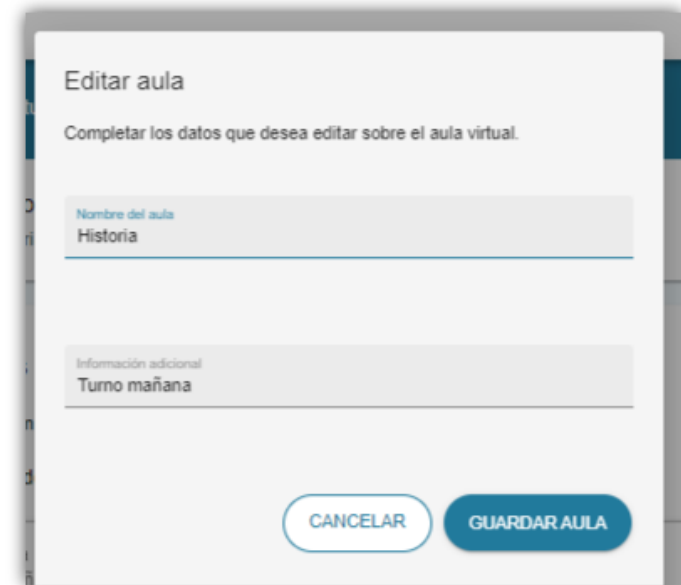 Editar aula
Completar los datos que desea editar sobre el aula virtual.
Nombre del aula
Historia
Información adicional
Turno mañana
CANCELAR
GUARDAR AULA